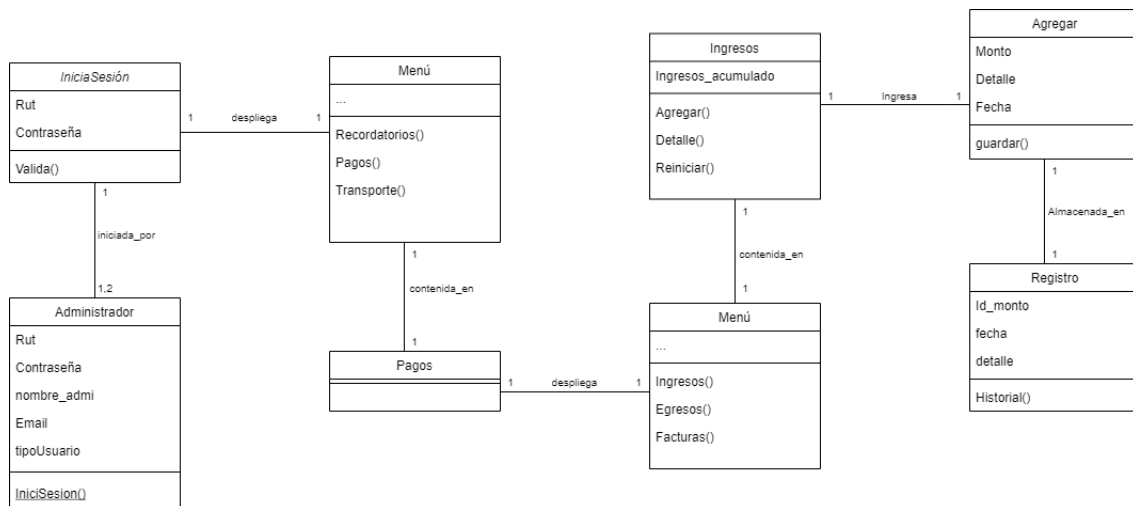 IniciaSesión
Rut
Contraseña
Valida()
1
despliega
1
Menú
...
Recordatorios()
Pagos()
Transporte()
1
iniciada_por
1,2
Administrador
Rut
Contraseña
nombre_admi
Email
tipoUsuario
IniciSesion()
1
contenida_en
1
Pagos
1
despliega
1
Menú
...
Ingresos()
Egresos()
Facturas()
1
contenida_en
1
Ingresos
Ingresos_acumulado
Agregar()
Detalle()
Reiniciar()
1
Ingresa
1
Agregar
Monto
Detalle
Fecha
guardar()
1
Almacenada_en
1
Registro
Id_monto
fecha
detalle
Historial()